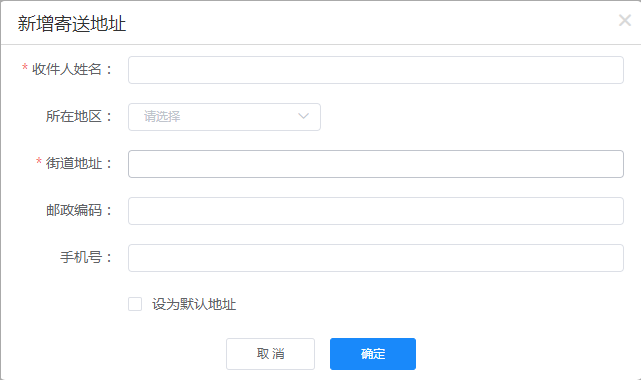 新增寄送地址
* 收件人姓名：
所在地区： 请选择
* 街道地址：
邮政编码：
手机号：
设为默认地址
取 消 确定